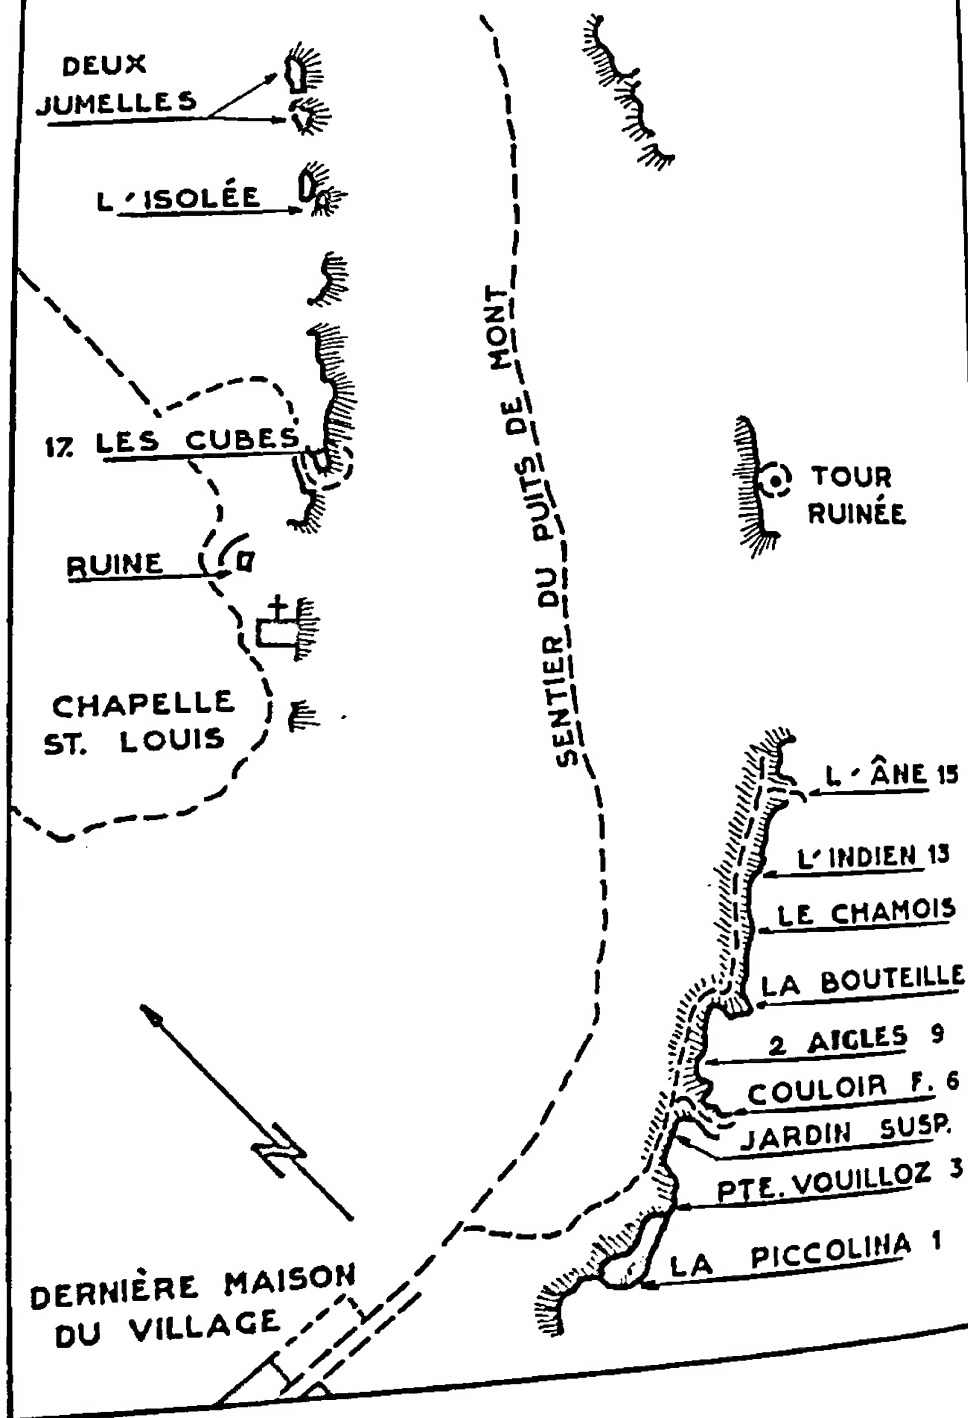 DEUX
JUMELLES
L'ISOLÉE
SENTIER DU PUITS DE MONT
17. LES CUBES
TOUR
RUINÉE
RUINE
CHAPELLE
ST. LOUIS
L'ÂNE 15
L'INDIEN 13
LE CHAMOIS
LA BOUTEILLE
2 AIGLES 9
COULOIR F. 6
JARDIN SUSP.
PTE. VOUILLOZ 3
LA PICCOLINA 1
DERNIÈRE MAISON
DU VILLAGE
N